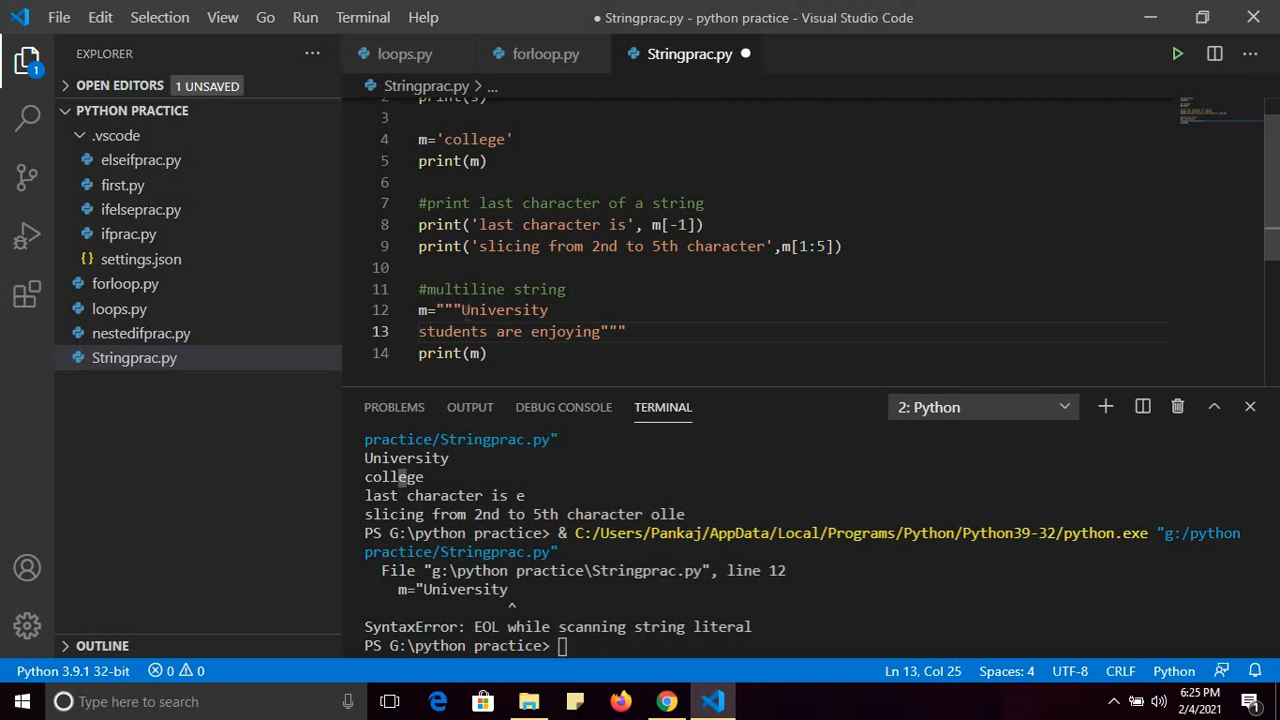 File Edit Selection View Go Run Terminal Help
● Stringprac.py - python practice - Visual Studio Code
EXPLORER
OPEN EDITORS 1 UNSAVED
PYTHON PRACTICE
.vscode
elseifprac.py
first.py
ifelseprac.py
ifprac.py
{} settings.json
forloop.py
loops.py
nestedifprac.py
Stringprac.py
OUTLINE
1
loops.py forloop.py Stringprac.py ●
Stringprac.py > ...
2 print(s)
3
4 m='college'
5 print(m)
6
7 #print last character of a string
8 print('last character is', m[-1])
9 print('slicing from 2nd to 5th character',m[1:5])
10
11 #multiline string
12 m="""University
13 students are enjoying"""
14 print(m)
PROBLEMS OUTPUT DEBUG CONSOLE TERMINAL 2: Python
practice/Stringprac.py"
University
college
last character is e
slicing from 2nd to 5th character olle
PS G:\python practice> & C:/Users/Pankaj/AppData/Local/Programs/Python/Python39-32/python.exe "g:/python
practice/Stringprac.py"
File "g:\python practice\Stringprac.py", line 12
m="University
^
SyntaxError: EOL while scanning string literal
PS G:\python practice>
Python 3.9.1 32-bit 0 0 Ln 13, Col 25 Spaces: 4 UTF-8 CRLF Python
Type here to search
6:25 PM
2/4/2021
1